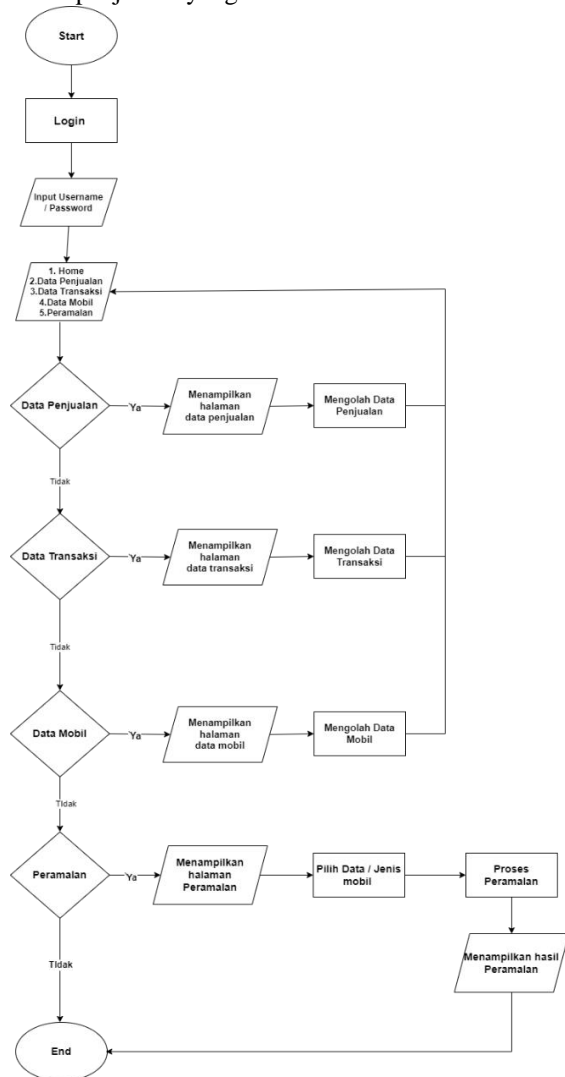 Start
Login
Input Username
/ Password
1. Home
2.Data Penjualan
3.Data Transaksi
4.Data Mobil
5.Peramalan
Data Penjualan
Ya
Menampilkan
halaman
data penjualan
Mengolah Data
Penjualan
Tidak
Data Transaksi
Ya
Menampilkan
halaman
data transaksi
Mengolah Data
Transaksi
Tidak
Data Mobil
Ya
Menampilkan
halaman
data mobil
Mengolah Data
Mobil
TIdak
Peramalan
Ya
Menampilkan
halaman
Peramalan
Pilih Data / Jenis
mobil
Proses
Peramalan
Menampilkan hasil
Peramalan
TIdak
End